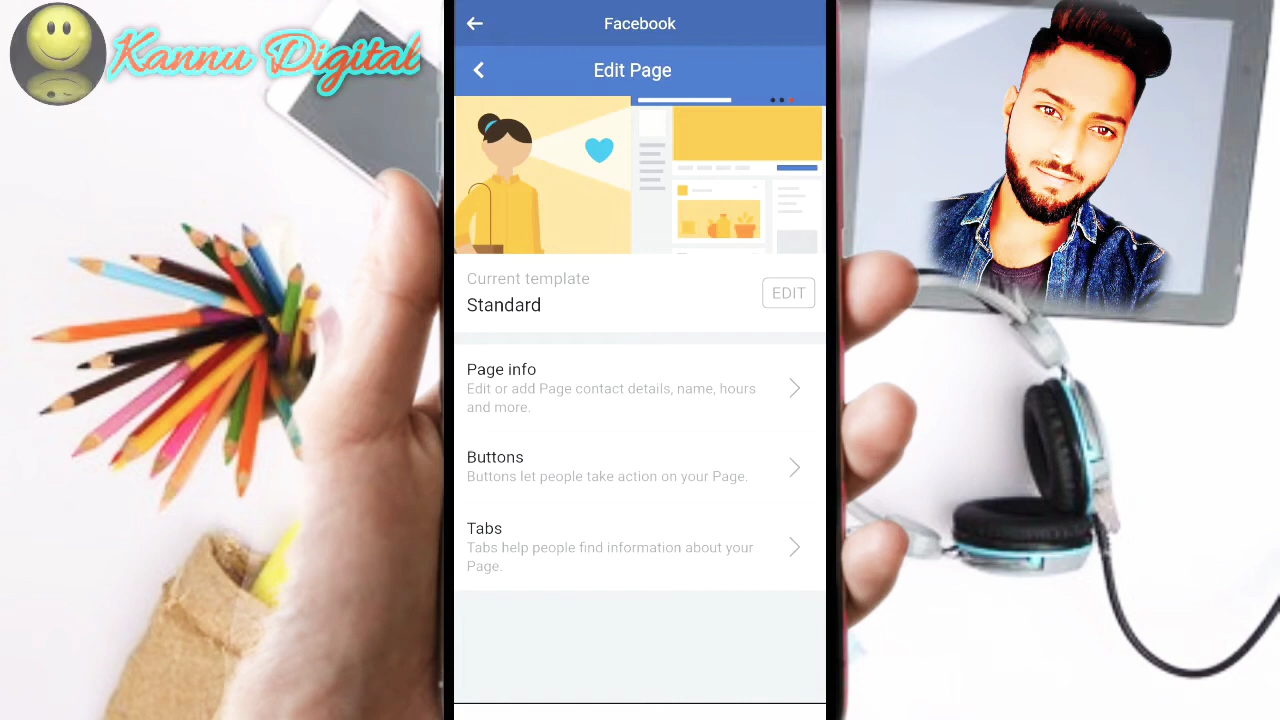 Kannu Digital
Facebook
Edit Page
Current template
Standard
EDIT
Page info
Edit or add Page contact details, name, hours
and more.
Buttons
Buttons let people take action on your Page.
Tabs
Tabs help people find information about your
Page.